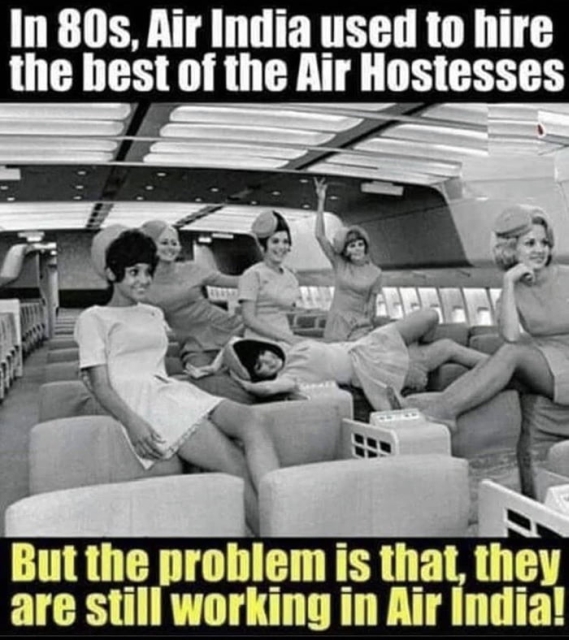 In 80s, Air India used to hire
the best of the Air Hostesses
But the problem is that, they
are still working in Air India!